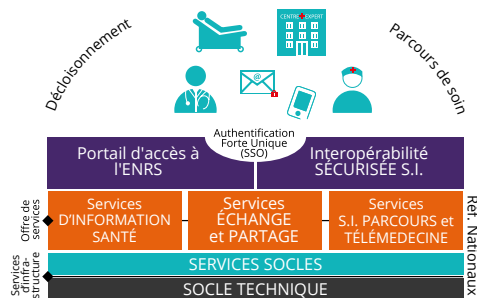 Décloisonnement
CENTRE EXPERT
Parcours de soin
@
Authentification
Forte Unique
(SSO)
Portail d'accès à
l'ENRS
Interopérabilité
SÉCURISÉE S.I.
Offre de
services
Services
D'INFORMATION
SANTÉ
Services
ÉCHANGE
et PARTAGE
Services
S.I. PARCOURS et
TÉLÉMEDECINE
Ret. Nationaux
Services
d'infra-
structure
SERVICES SOCLES
SOCLE TECHNIQUE